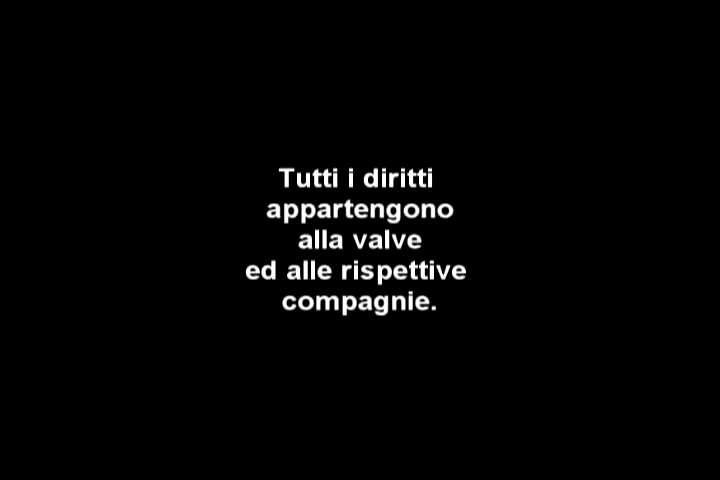 Tutti i diritti
appartengono
alla valve
ed alle rispettive
compagnie.